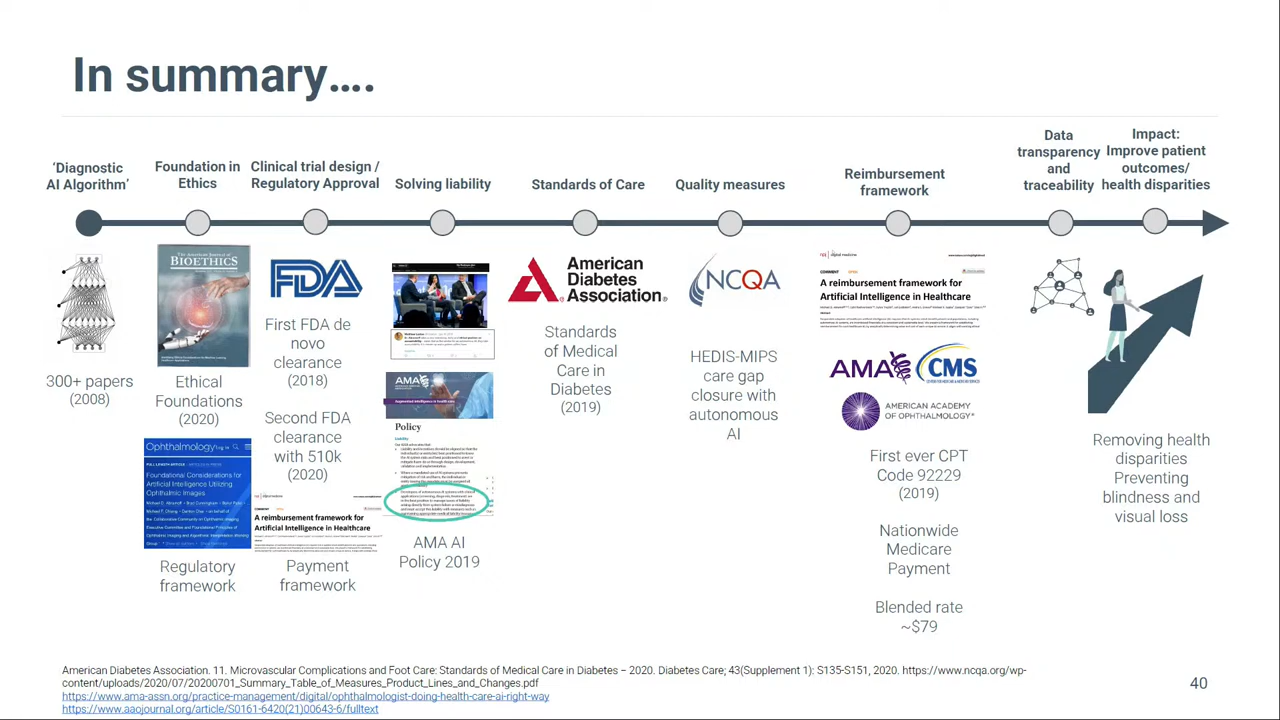 In summary....
‘Diagnostic
AI Algorithm’
Foundation in
Ethics
Clinical trial design /
Regulatory Approval
Solving liability
Standards of Care
Quality measures
Reimbursement
framework
Data
transparency
and
traceability
Impact:
Improve patient
outcomes/
health disparities
300+ papers
(2008)
BIOETHICS
Ethical
Foundations
(2020)
Ophthalmology
Foundational Considerations for
Artificial Intelligence Utilizing
Ophthalmic Images
Regulatory
framework
FDA
First FDA de
novo
clearance
(2018)
Second FDA
clearance
with 510k
(2020)
A reimbursement framework for
Artificial Intelligence in Healthcare
Payment
framework
AMA
Policy
Liability
AMA AI
Policy 2019
American
Diabetes
Association.
Standards
of Medical
Care in
Diabetes
(2019)
NCQA
HEDIS-MIPS
care gap
closure with
autonomous
AI
digital medicine
COMMENT OPEN
A reimbursement framework for
Artificial Intelligence in Healthcare
AMA
CMS
AMERICAN ACADEMY
OF OPHTHALMOLOGY
First ever CPT
Code 92229
(2019)
Nationwide
Medicare
Payment
Blended rate
~$79
health
disparities
preventing
blindness and
visual loss
American Diabetes Association. 11. Microvascular Complications and Foot Care: Standards of Medical Care in Diabetes – 2020. Diabetes Care; 43(Supplement 1): S135-S151, 2020. https://www.ncqa.org/wp-
content/uploads/2020/07/20200701_Summary_Table_of_Measures_Product_Lines_and_Changes.pdf
https://www.ama-assn.org/practice-management/digital/ophthalmologist-doing-health-care-ai-right-way
https://www.aaojournal.org/article/S0161-6420(21)00643-6/fulltext
40